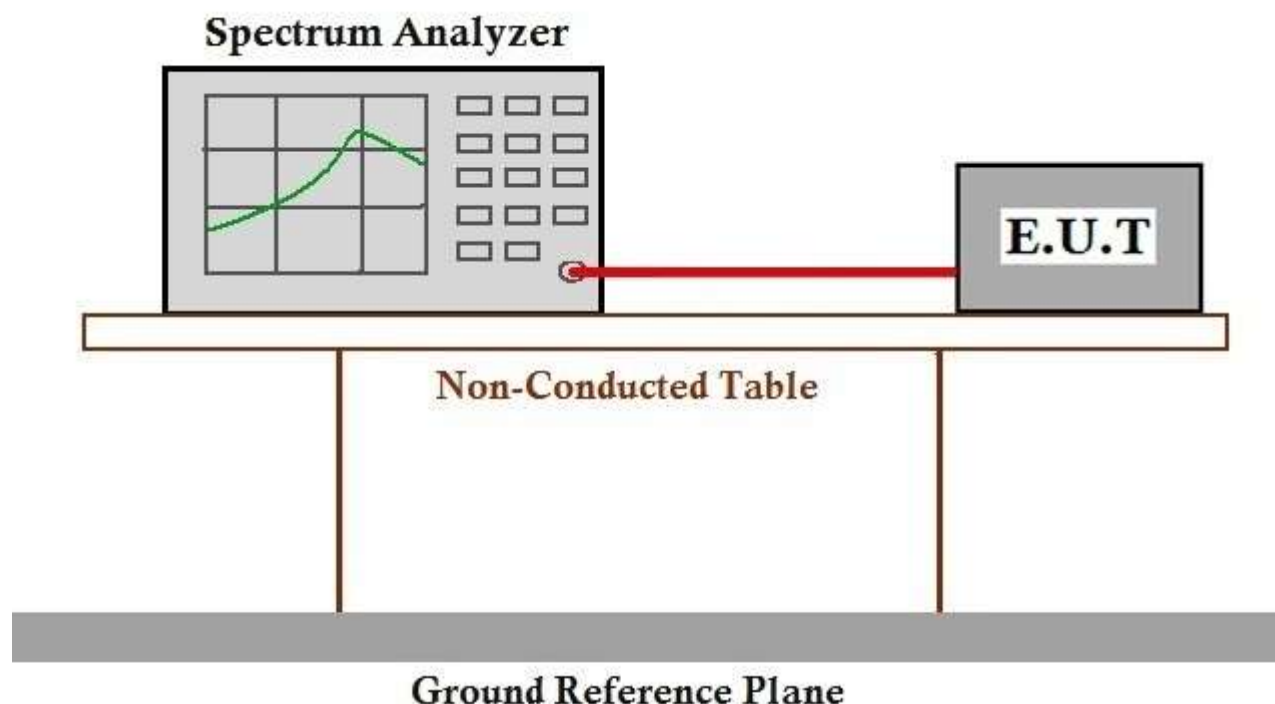 Spectrum Analyzer
E.U.T
Non-Conducted Table
Ground Reference Plane